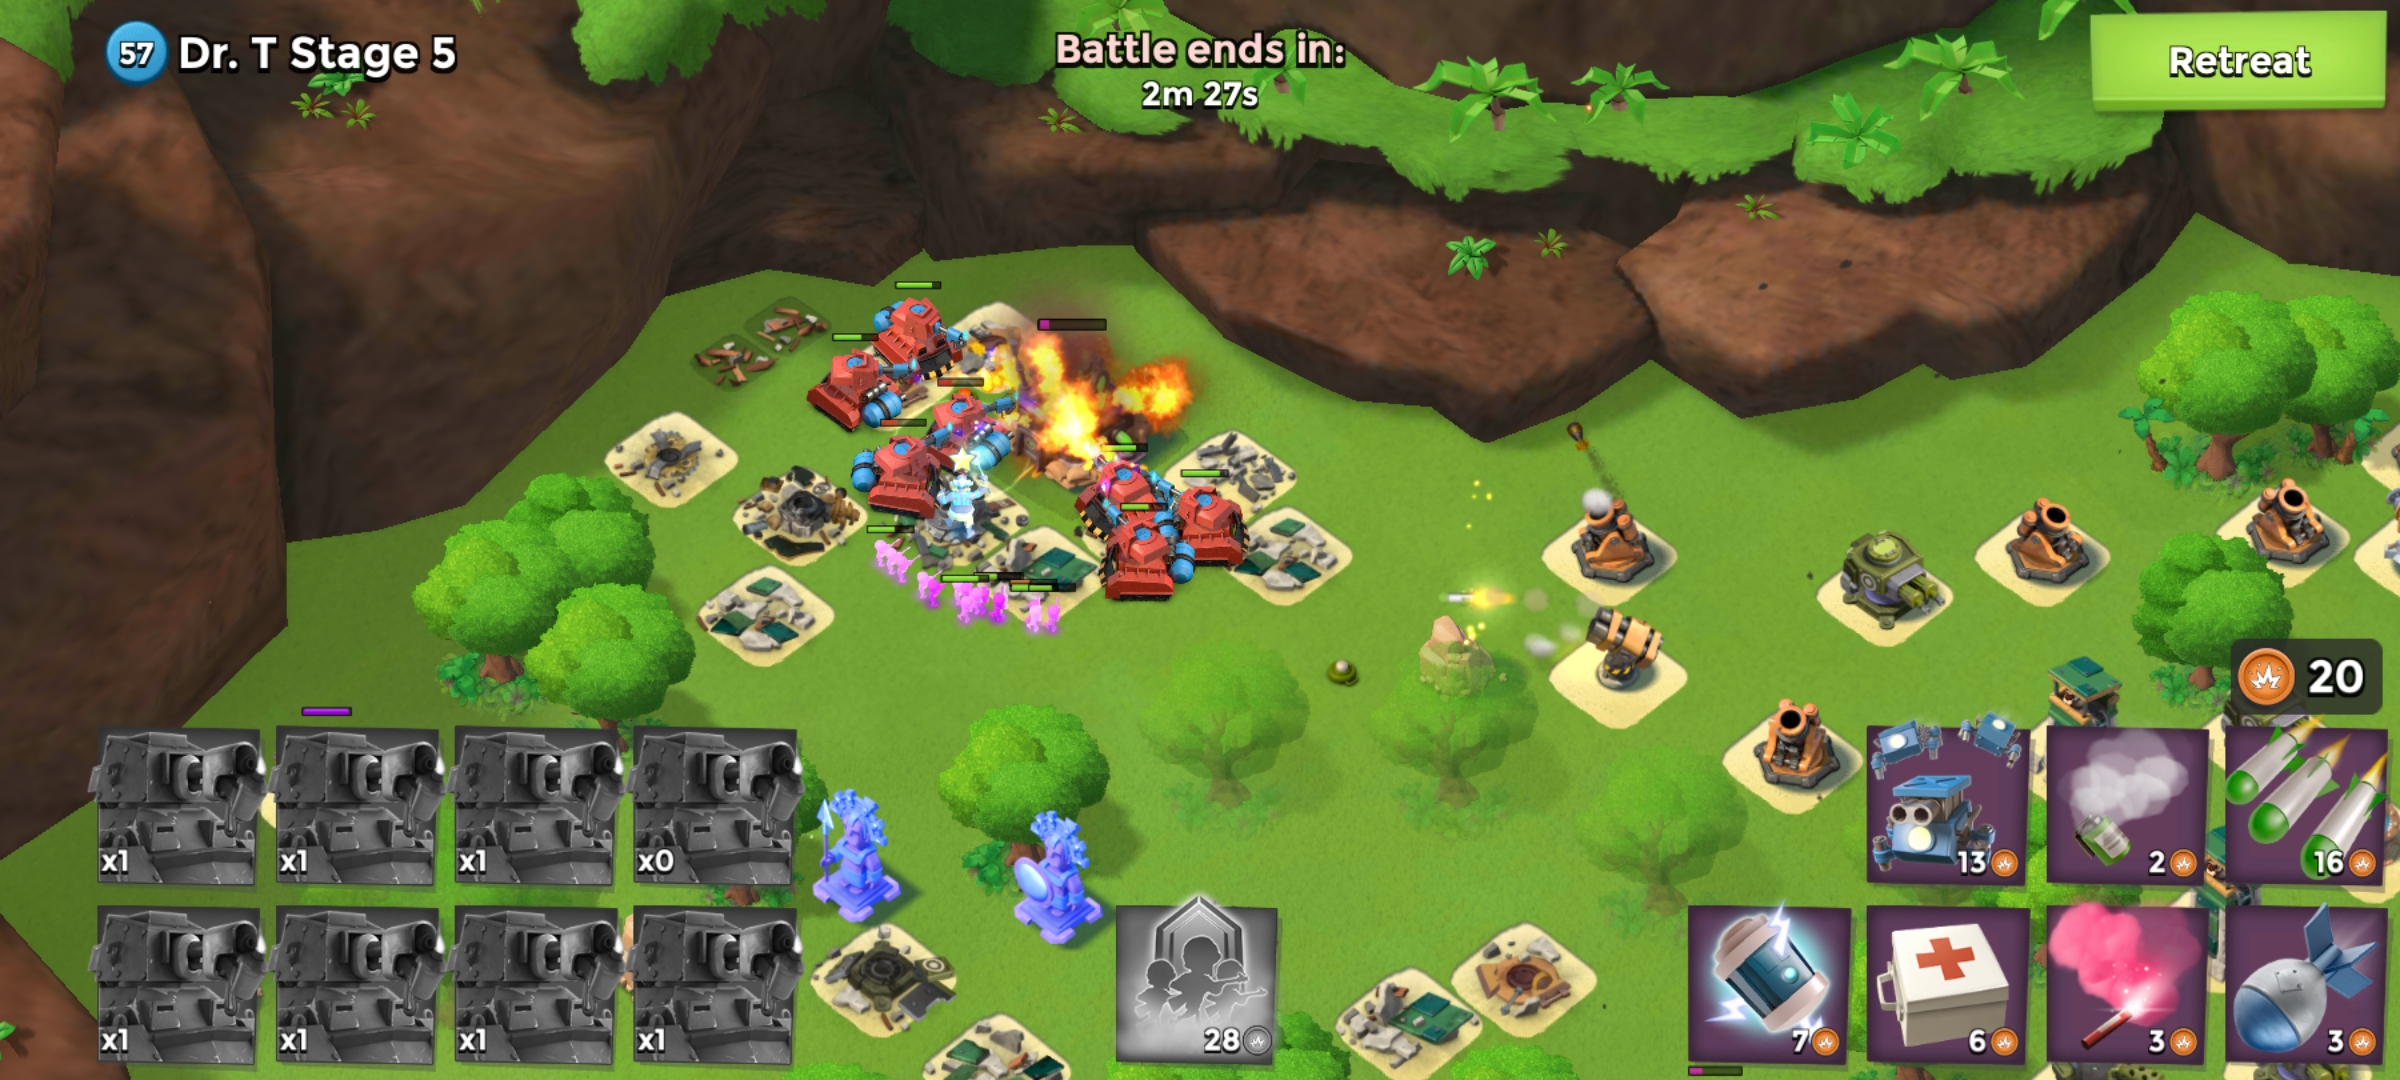 57 Dr. T Stage 5
Battle ends in:
2m 27s
Retreat
20
x1 x1 x1 x0
13 2 16
x1 x1 x1 x1
28
7 6 3 3